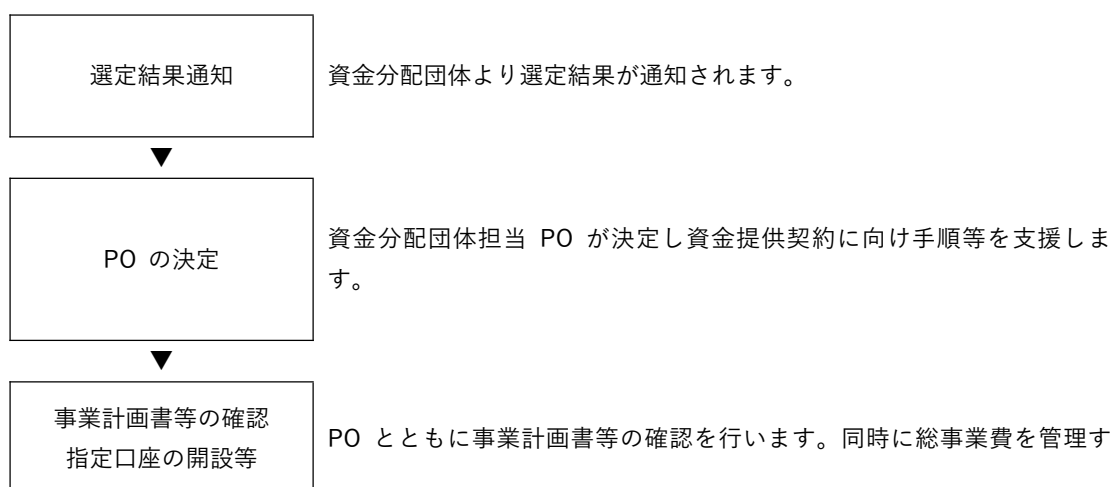 選定結果通知
資金分配団体より選定結果が通知されます。
▼
PO の決定
資金分配団体担当 PO が決定し資金提供契約に向け手順等を支援しま
す。
▼
事業計画書等の確認
指定口座の開設等
PO とともに事業計画書等の確認を行います。同時に総事業費を管理す